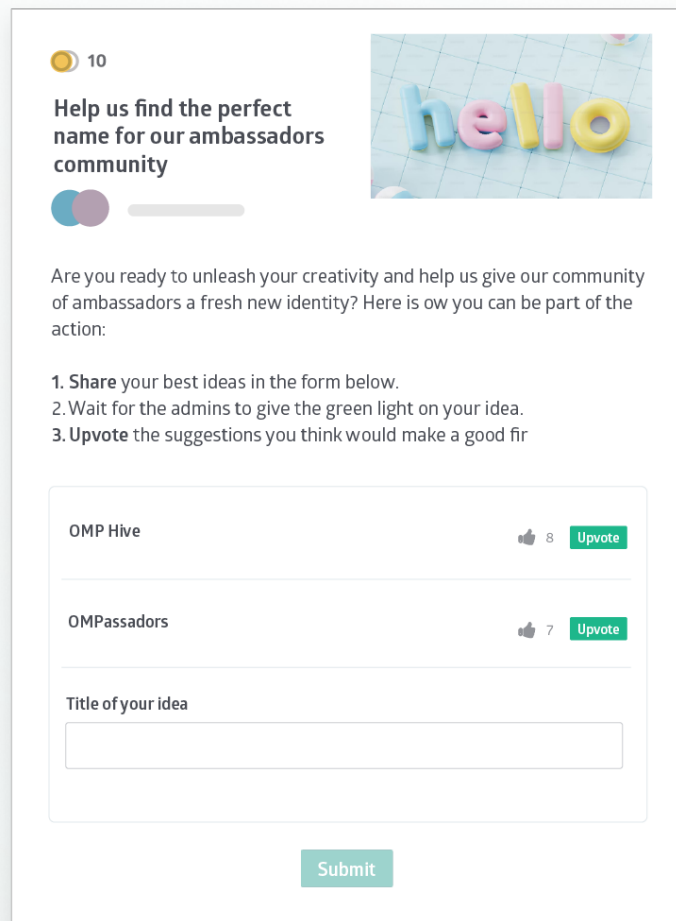 10
Help us find the perfect
name for our ambassadors
community
hello
Are you ready to unleash your creativity and help us give our community
of ambassadors a fresh new identity? Here is ow you can be part of the
action:
1. Share your best ideas in the form below.
2. Wait for the admins to give the green light on your idea.
3. Upvote the suggestions you think would make a good fir
OMP Hive
8 Upvote
OMPassadors
7 Upvote
Title of your idea
Submit